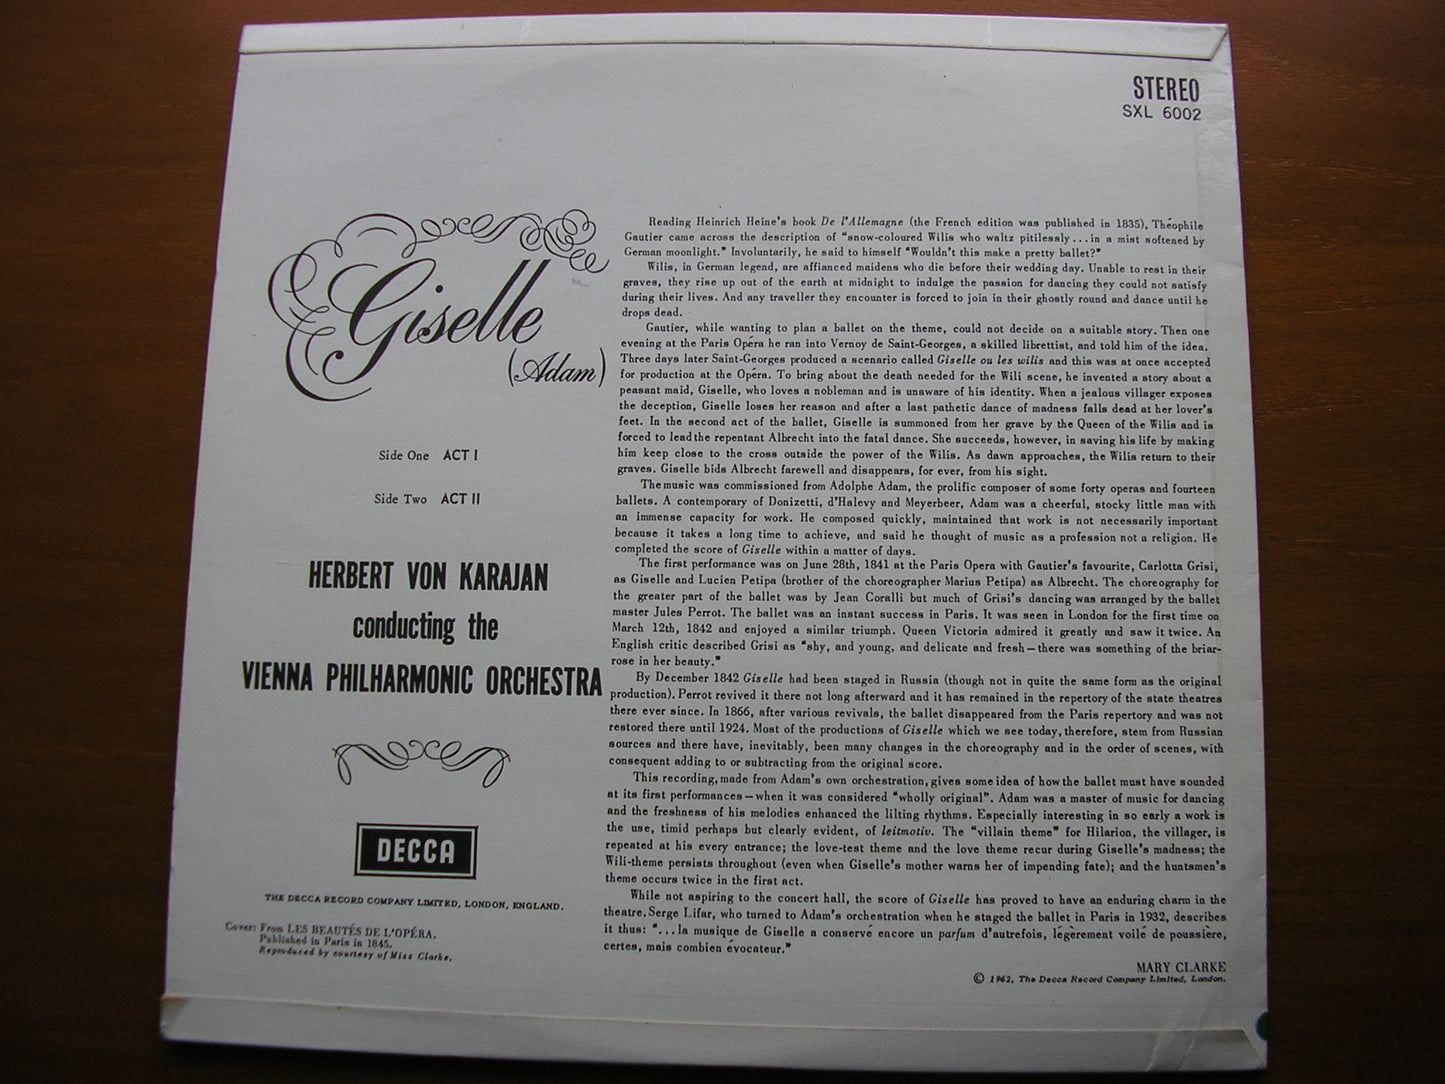 STEREO
SXL 6002
Giselle
(Adam)
Side One ACT I
Side Two ACT II
HERBERT VON KARAJAN
conducting the
VIENNA PHILHARMONIC ORCHESTRA
DECCA
THE DECCA RECORD COMPANY LIMITED, LONDON, ENGLAND.
Cover: From LES BEAUTÉS DE L'OPÉRA.
Published in Paris in 1845.
Reproduced by courtesy of Miss Clarke.
Reading Heinrich Heine's book De l'Allemagne (the French edition was published in 1835), Théophile
Gautier came across the description of "snow-coloured Wilis who waltz pitilessly...in a mist softened by
German moonlight." Involuntarily, he said to himself "Wouldn't this make a pretty ballet?"
Wilis, in German legend, are affianced maidens who die before their wedding day. Unable to rest in their
graves, they rise up out of the earth at midnight to indulge the passion for dancing they could not satisfy
during their lives. And any traveller they encounter is forced to join in their ghostly round and dance until he
drops dead.
Gautier, while wanting to plan a ballet on the theme, could not decide on a suitable story. Then one
evening at the Paris Opéra he ran into Vernoy de Saint-Georges, a skilled librettist, and told him of the idea.
Three days later Saint-Georges produced a scenario called Giselle ou les wilis and this was at once accepted
for production at the Opéra. To bring about the death needed for the Wili scene, he invented a story about a
peasant maid, Giselle, who loves a nobleman and is unaware of his identity. When a jealous villager exposes
the deception, Giselle loses her reason and after a last pathetic dance of madness falls dead at her lover's
feet. In the second act of the ballet, Giselle is summoned from her grave by the Queen of the Wilis and is
forced to lead the repentant Albrecht into the fatal dance. She succeeds, however, in saving his life by making
him keep close to the cross outside the power of the Wilis. As dawn approaches, the Wilis return to their
graves. Giselle bids Albrecht farewell and disappears, for ever, from his sight.
The music was commissioned from Adolphe Adam, the prolific composer of some forty operas and fourteen
ballets. A contemporary of Donizetti, d'Halevy and Meyerbeer, Adam was a cheerful, stocky little man with
an immense capacity for work. He composed quickly, maintained that work is not necessarily important
because it takes a long time to achieve, and said he thought of music as a profession not a religion. He
completed the score of Giselle within a matter of days.
The first performance was on June 28th, 1841 at the Paris Opera with Gautier's favourite, Carlotta Grisi,
as Giselle and Lucien Petipa (brother of the choreographer Marius Petipa) as Albrecht. The choreography for
the greater part of the ballet was by Jean Coralli but much of Grisi's dancing was arranged by the ballet
master Jules Perrot. The ballet was an instant success in Paris. It was seen in London for the first time on
March 12th, 1842 and enjoyed a similar triumph. Queen Victoria admired it greatly and saw it twice. An
English critic described Grisi as "shy, and young, and delicate and fresh—there was something of the briar-
rose in her beauty."
By December 1842 Giselle had been staged in Russia (though not in quite the same form as the original
production). Perrot revived it there not long afterward and it has remained in the repertory of the state theatres
there ever since. In 1866, after various revivals, the ballet disappeared from the Paris repertory and was not
restored there until 1924. Most of the productions of Giselle which we see today, therefore, stem from Russian
sources and there have, inevitably, been many changes in the choreography and in the order of scenes, with
consequent adding to or subtracting from the original score.
This recording, made from Adam's own orchestration, gives some idea of how the ballet must have sounded
at its first performances—when it was considered "wholly original". Adam was a master of music for dancing
and the freshness of his melodies enhanced the lilting rhythms. Especially interesting in so early a work is
the use, timid perhaps but clearly evident, of leitmotiv. The "villain theme" for Hilarion, the villager, is
repeated at his every entrance; the love-test theme and the love theme recur during Giselle's madness; the
Wili-theme persists throughout (even when Giselle's mother warns her of impending fate); and the huntsmen's
theme occurs twice in the first act.
While not aspiring to the concert hall, the score of Giselle has proved to have an enduring charm in the
theatre. Serge Lifar, who turned to Adam's orchestration when he staged the ballet in Paris in 1932, describes
it thus: "...la musique de Giselle a conservé encore un parfum d'autrefois, légèrement voilé de poussière,
certes, mais combien évocateur."
MARY CLARKE
© 1962, The Decca Record Company Limited, London.